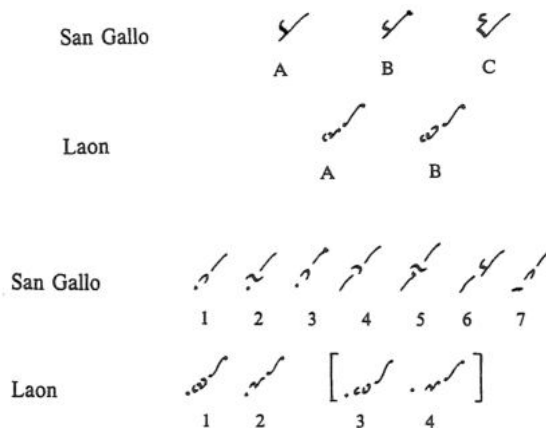 San Gallo
A B C
Laon
A B
San Gallo
1 2 3 4 5 6 7
Laon
[ ]
1 2 3 4